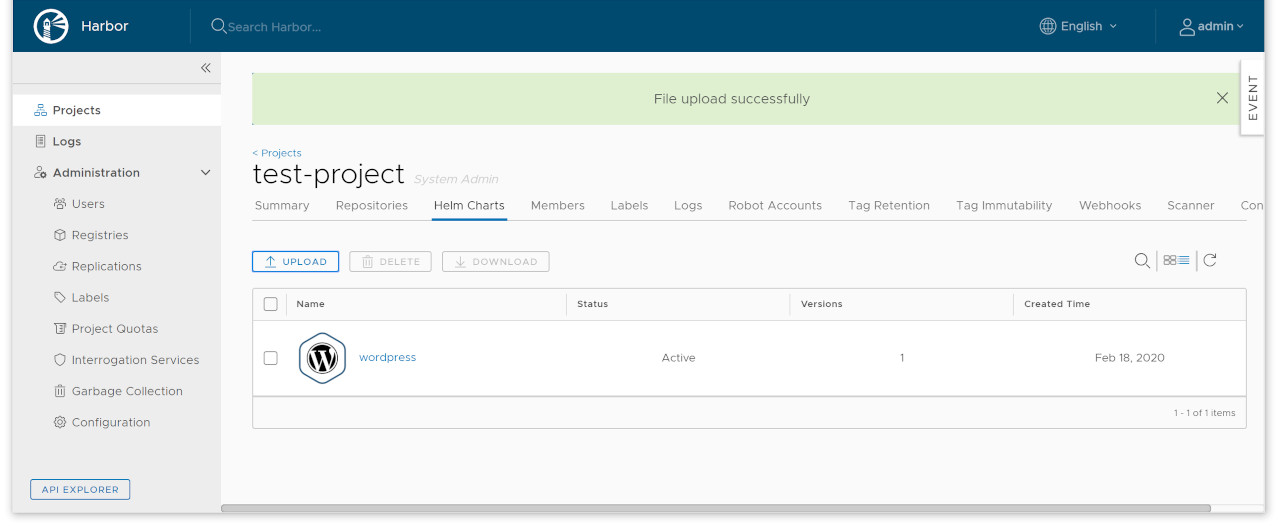 Harbor
Search Harbor...
English
admin
EVENT
File upload successfully
Projects
Logs
Administration
Users
Registries
Replications
Labels
Project Quotas
Interrogation Services
Garbage Collection
Configuration
API EXPLORER
< Projects
test-project System Admin
Summary Repositories Helm Charts Members Labels Logs Robot Accounts Tag Retention Tag Immutability Webhooks Scanner Con
UPLOAD DELETE DOWNLOAD
Name Status Versions Created Time
wordpress Active 1 Feb 18, 2020
1 - 1 of 1 items